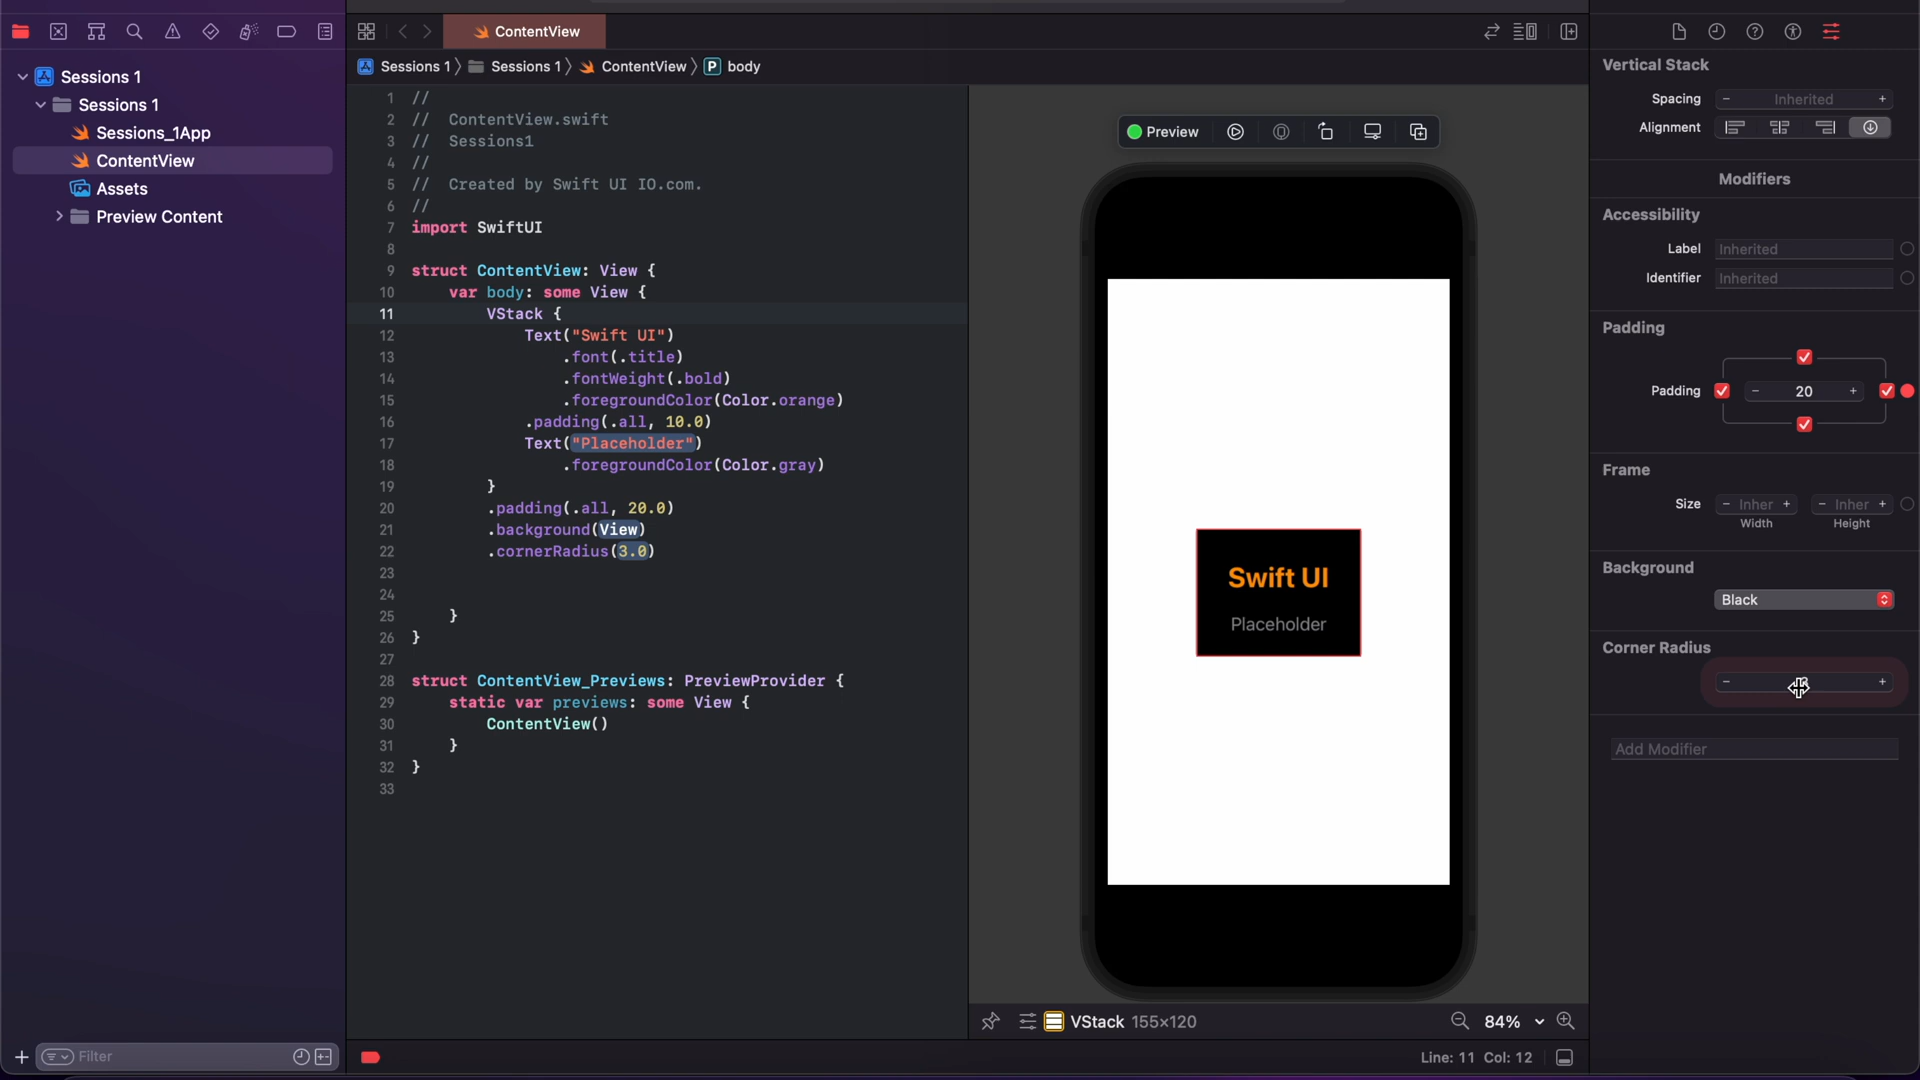 ContentView
Sessions 1
Sessions 1
Sessions_1App
ContentView
Assets
Preview Content
Filter
Sessions 1 〉 Sessions 1 〉 ContentView 〉 P body
1 //
2 //  ContentView.swift
3 //  Sessions1
4 //
5 //  Created by Swift UI IO.com.
6 //
7 import SwiftUI
8
9 struct ContentView: View {
10     var body: some View {
11         VStack {
12             Text("Swift UI")
13                 .font(.title)
14                 .fontWeight(.bold)
15                 .foregroundColor(Color.orange)
16             .padding(.all, 10.0)
17             Text("Placeholder")
18                 .foregroundColor(Color.gray)
19         }
20         .padding(.all, 20.0)
21         .background(View)
22         .cornerRadius(3.0)
23
24
25     }
26 }
27
28 struct ContentView_Previews: PreviewProvider {
29     static var previews: some View {
30         ContentView()
31     }
32 }
33
Preview
Swift UI
Placeholder
VStack 155×120
84%
Line: 11 Col: 12
Vertical Stack
Spacing − Inherited +
Alignment
Modifiers
Accessibility
Label Inherited
Identifier Inherited
Padding
Padding − 20 +
Frame
Size − Inher + − Inher +
Width Height
Background
Black
Corner Radius
− +
Add Modifier